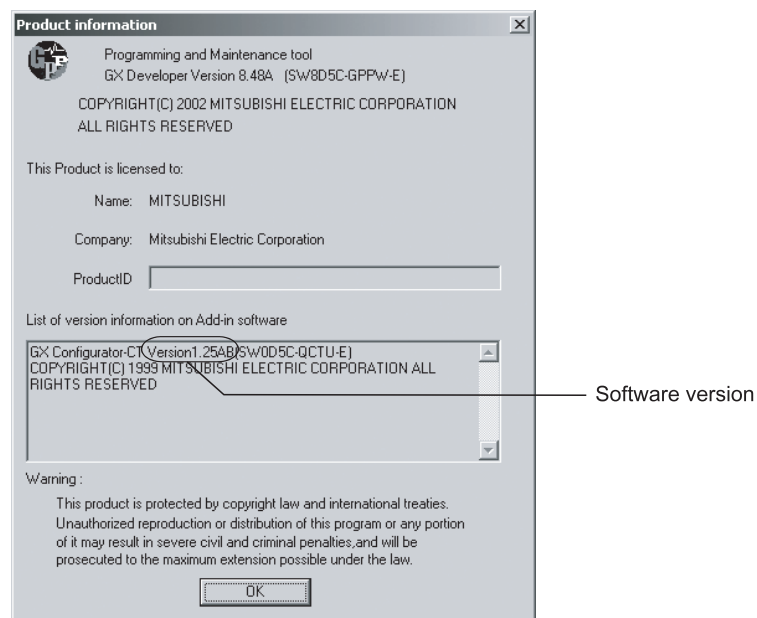 Product information
Programming and Maintenance tool
GX Developer Version 8.48A (SW8D5C-GPPW-E)
COPYRIGHT(C) 2002 MITSUBISHI ELECTRIC CORPORATION
ALL RIGHTS RESERVED
This Product is licensed to:
Name: MITSUBISHI
Company: Mitsubishi Electric Corporation
ProductID
List of version information on Add-in software
GX Configurator-CT Version1.25AB(SW0D5C-QCTU-E)
COPYRIGHT(C) 1999 MITSUBISHI ELECTRIC CORPORATION ALL
RIGHTS RESERVED
Software version
Warning :
This product is protected by copyright law and international treaties.
Unauthorized reproduction or distribution of this program or any portion
of it may result in severe civil and criminal penalties,and will be
prosecuted to the maximum extension possible under the law.
OK